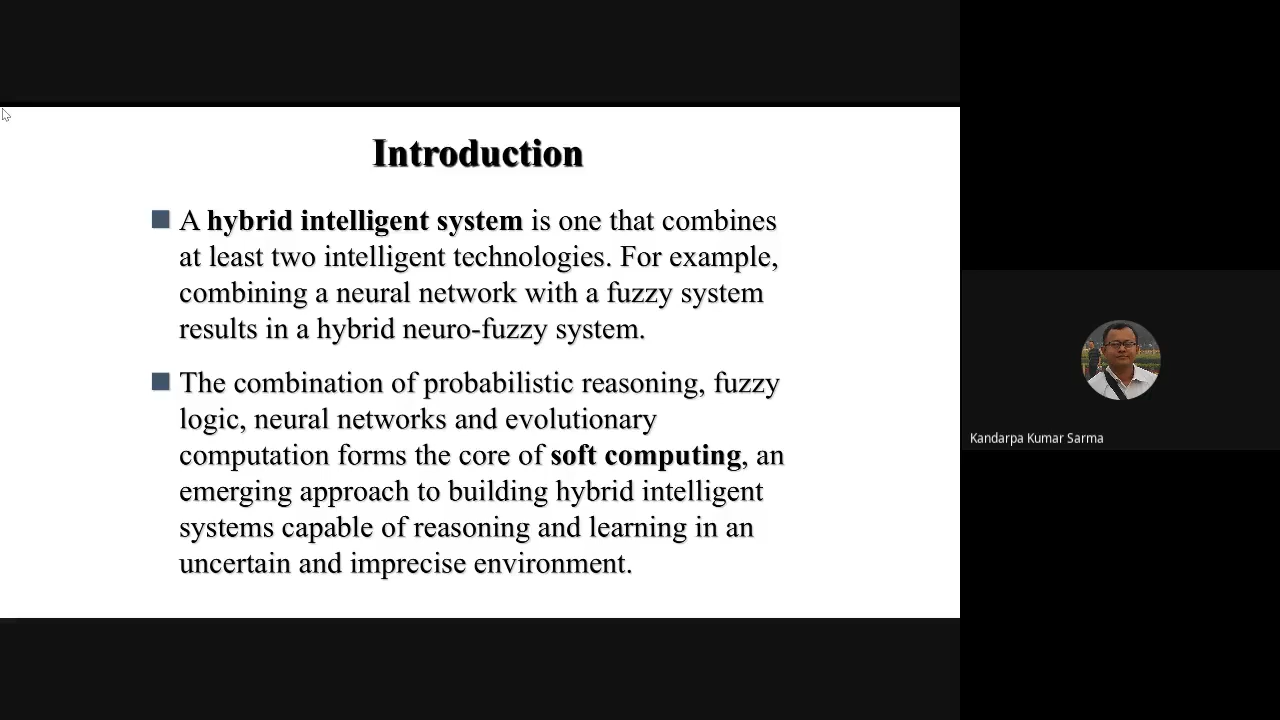 Introduction
A hybrid intelligent system is one that combines
at least two intelligent technologies. For example,
combining a neural network with a fuzzy system
results in a hybrid neuro-fuzzy system.
The combination of probabilistic reasoning, fuzzy
logic, neural networks and evolutionary
computation forms the core of soft computing, an
emerging approach to building hybrid intelligent
systems capable of reasoning and learning in an
uncertain and imprecise environment.
Kandarpa Kumar Sarma